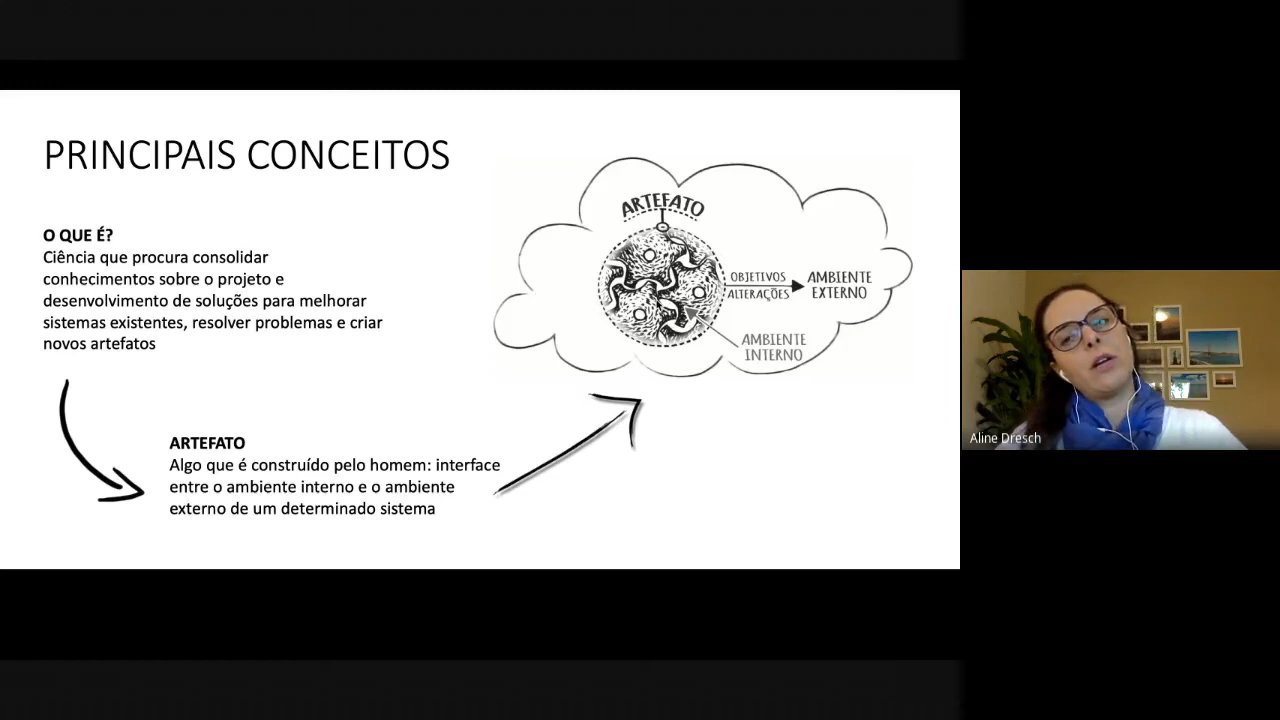 PRINCIPAIS CONCEITOS
O QUE É?
Ciência que procura consolidar
conhecimentos sobre o projeto e
desenvolvimento de soluções para melhorar
sistemas existentes, resolver problemas e criar
novos artefatos
ARTEFATO
Algo que é construído pelo homem: interface
entre o ambiente interno e o ambiente
externo de um determinado sistema
ARTEFATO
OBJETIVOS
ALTERAÇÕES
AMBIENTE
EXTERNO
AMBIENTE
INTERNO
Aline Dresch